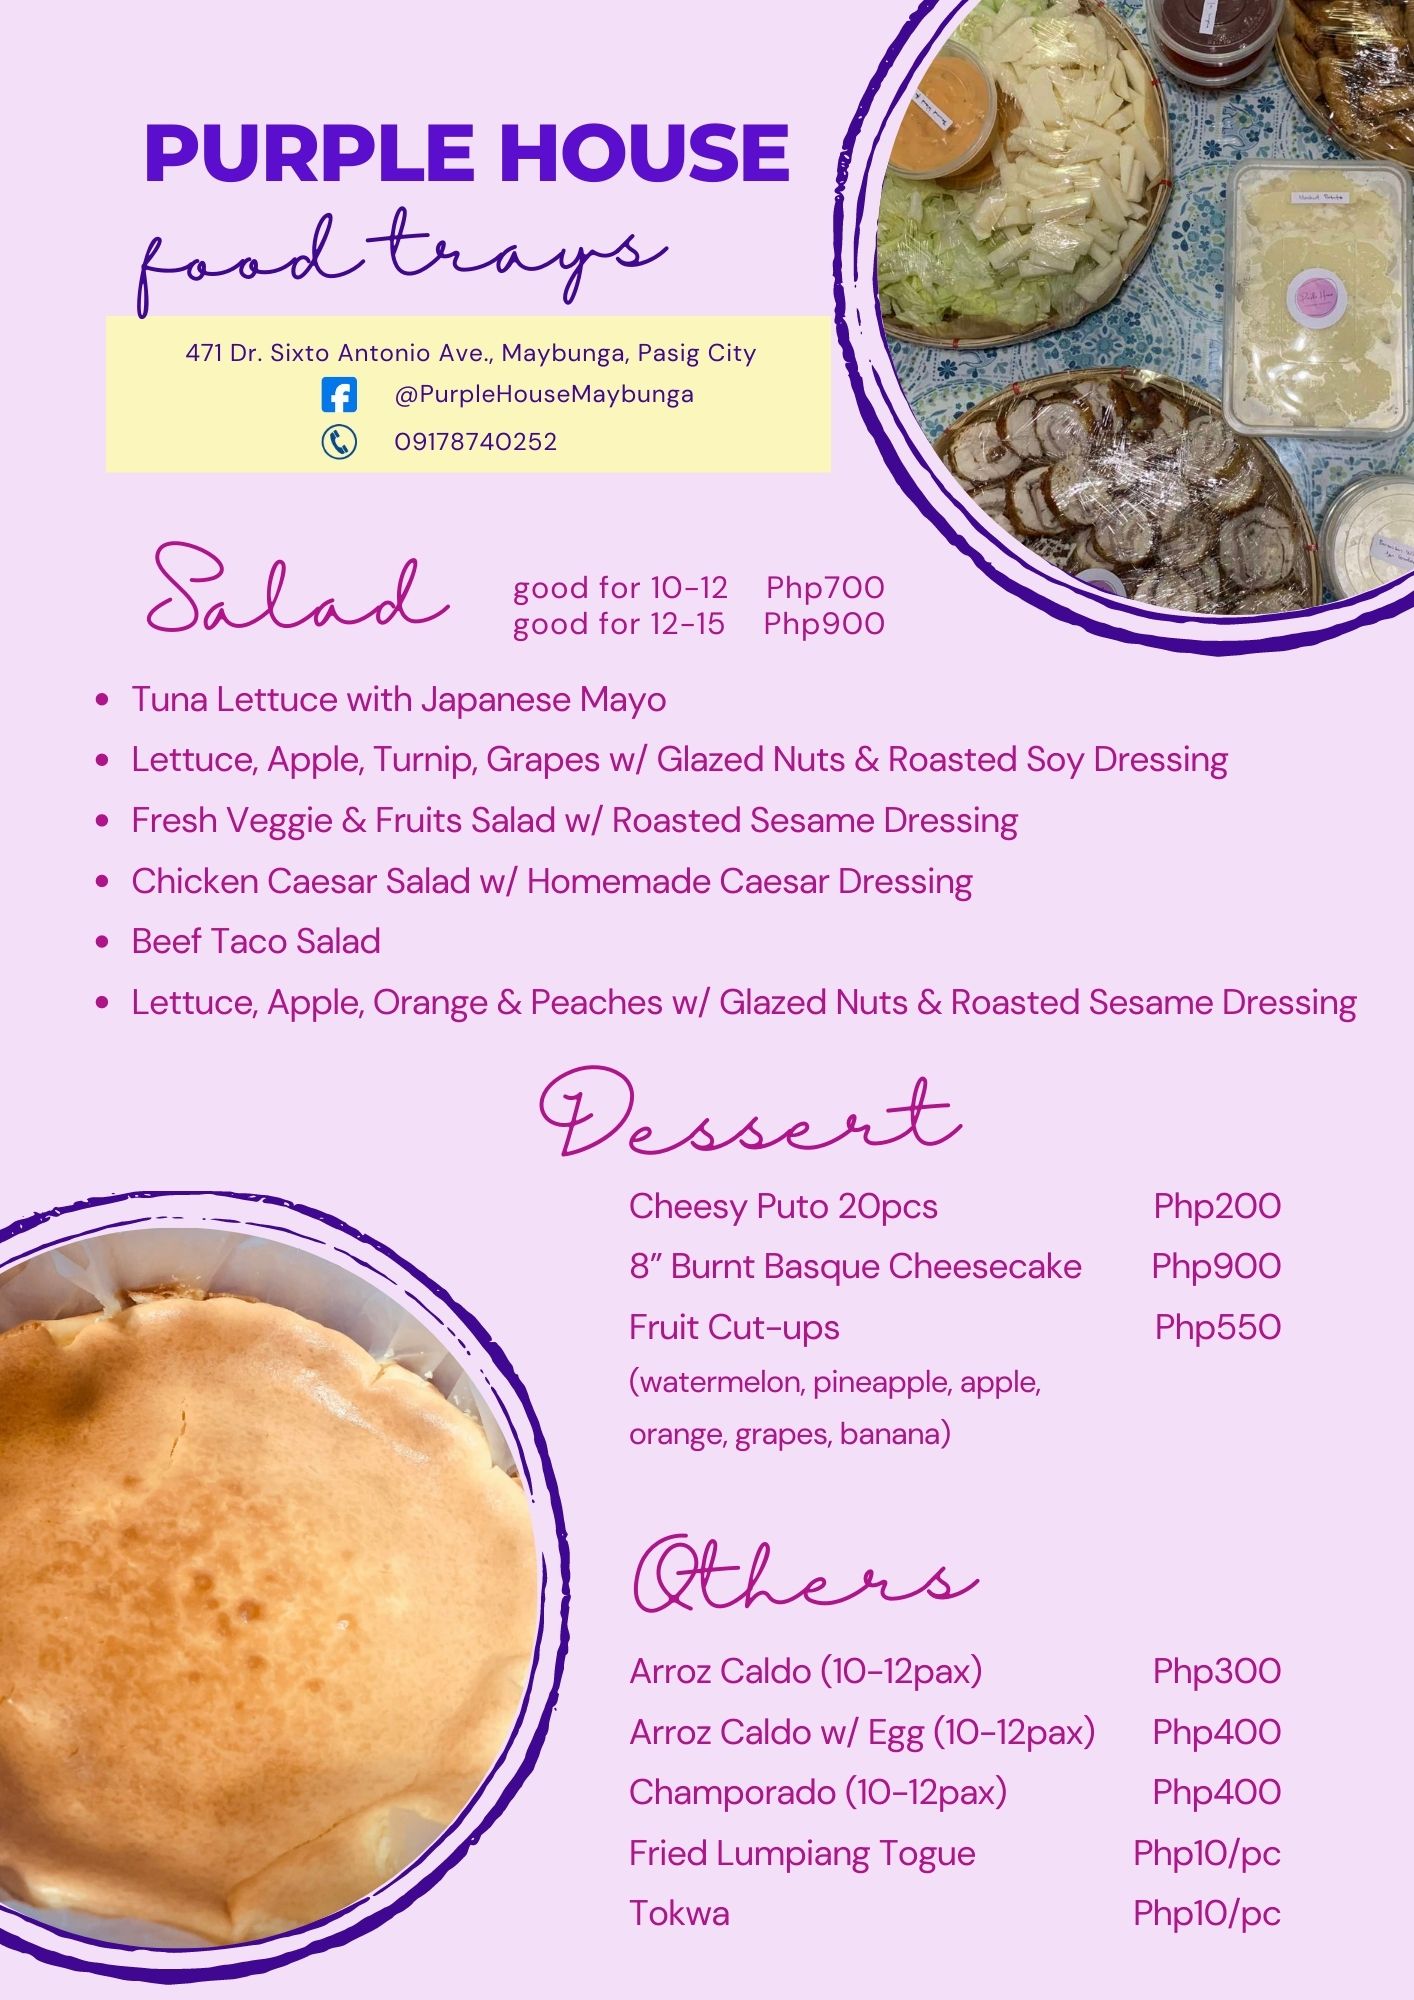 PURPLE HOUSE
food trays
471 Dr. Sixto Antonio Ave., Maybunga, Pasig City
@PurpleHouseMaybunga
09178740252
Salad
good for 10-12 Php700
good for 12-15 Php900
• Tuna Lettuce with Japanese Mayo
• Lettuce, Apple, Turnip, Grapes w/ Glazed Nuts & Roasted Soy Dressing
• Fresh Veggie & Fruits Salad w/ Roasted Sesame Dressing
• Chicken Caesar Salad w/ Homemade Caesar Dressing
• Beef Taco Salad
• Lettuce, Apple, Orange & Peaches w/ Glazed Nuts & Roasted Sesame Dressing
Dessert
Cheesy Puto 20pcs Php200
8” Burnt Basque Cheesecake Php900
Fruit Cut-ups Php550
(watermelon, pineapple, apple,
orange, grapes, banana)
Others
Arroz Caldo (10-12pax) Php300
Arroz Caldo w/ Egg (10-12pax) Php400
Champorado (10-12pax) Php400
Fried Lumpiang Togue Php10/pc
Tokwa Php10/pc